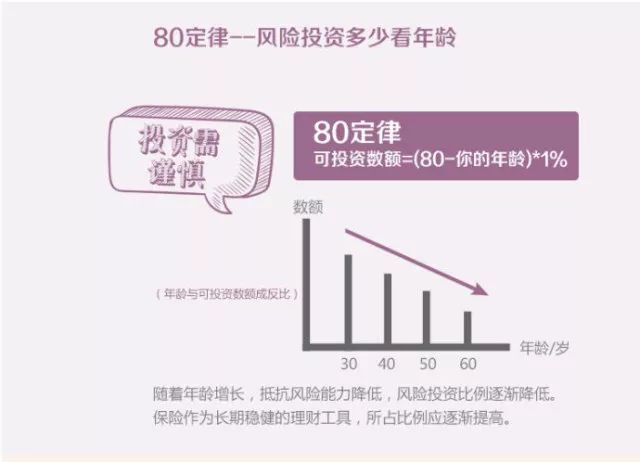 80定律--风险投资多少看年龄
投资需
谨慎
80定律
可投资数额=(80-你的年龄)*1%
数额
(年龄与可投资数额成反比)
30 40 50 60
年龄/岁
随着年龄增长，抵抗风险能力降低，风险投资比例逐渐降低。
保险作为长期稳健的理财工具，所占比例应逐渐提高。